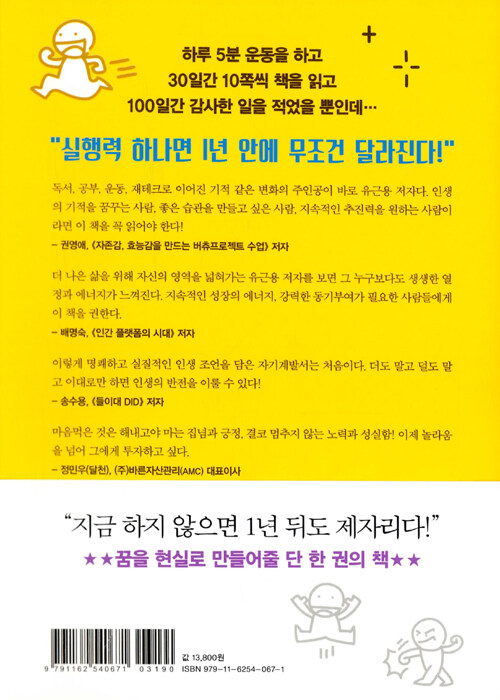 하루 5분 운동을 하고
30일간 10쪽씩 책을 읽고
100일간 감사한 일을 적었을 뿐인데…
"실행력 하나면 1년 안에 무조건 달라진다!"
독서, 공부, 운동, 재테크로 이어진 기적 같은 변화의 주인공이 바로 유근용 저자다. 인생
의 기적을 꿈꾸는 사람, 좋은 습관을 만들고 싶은 사람, 지속적인 추진력을 원하는 사람이
라면 이 책을 꼭 읽어야 한다!
– 권영애, 《자존감, 효능감을 만드는 버츄프로젝트 수업》 저자
더 나은 삶을 위해 자신의 영역을 넓혀가는 유근용 저자를 보면 그 누구보다도 생생한 열
정과 에너지가 느껴진다. 지속적인 성장의 에너지, 강력한 동기부여가 필요한 사람들에게
이 책을 권한다.
– 배명숙, 《인간 플랫폼의 시대》 저자
이렇게 명쾌하고 실질적인 인생 조언을 담은 자기계발서는 처음이다. 더도 말고 덜도 말
고 이대로만 하면 인생의 반전을 이룰 수 있다!
– 송수용, 《들이대 DID》 저자
마음먹은 것은 해내고야 마는 집념과 긍정, 결코 멈추지 않는 노력과 성실함! 이제 놀라움
을 넘어 그에게 투자하고 싶다.
– 정민우(달천), (주)바른자산관리(AMC) 대표이사
“지금 하지 않으면 1년 뒤도 제자리다!”
★★꿈을 현실로 만들어줄 단 한 권의 책★★
9 791162 540671 03190
값 13,800원
ISBN 979-11-6254-067-1